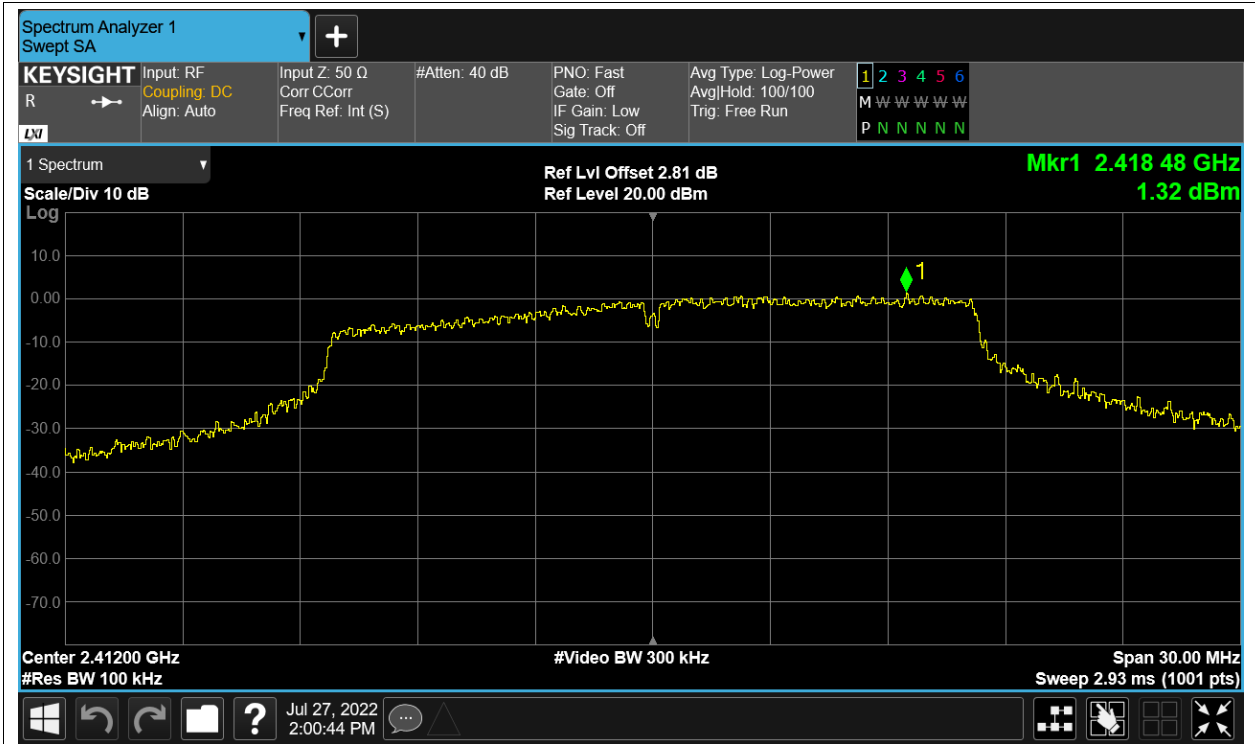 Spectrum Analyzer 1
Swept SA
+
KEYSIGHT
R
LXI
Input: RF
Coupling: DC
Align: Auto
Input Z: 50 Ω
Corr CCorr
Freq Ref: Int (S)
#Atten: 40 dB
PNO: Fast
Gate: Off
IF Gain: Low
Sig Track: Off
Avg Type: Log-Power
Avg|Hold: 100/100
Trig: Free Run
1 2 3 4 5 6
M W W W W W
P N N N N N
1 Spectrum
Scale/Div 10 dB
Log
Ref Lvl Offset 2.81 dB
Ref Level 20.00 dBm
Mkr1 2.418 48 GHz
1.32 dBm
10.0
1
0.00
-10.0
-20.0
-30.0
-40.0
-50.0
-60.0
-70.0
Center 2.41200 GHz
#Video BW 300 kHz
Span 30.00 MHz
#Res BW 100 kHz
Sweep 2.93 ms (1001 pts)
?
Jul 27, 2022
2:00:44 PM